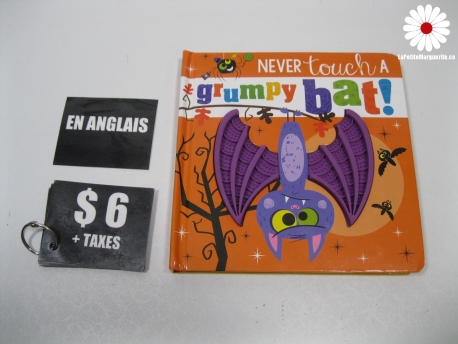 LaPetiteMarguerite.ca
NEVER touch A
grumpy bat!
EN ANGLAIS
$ 6
+ TAXES